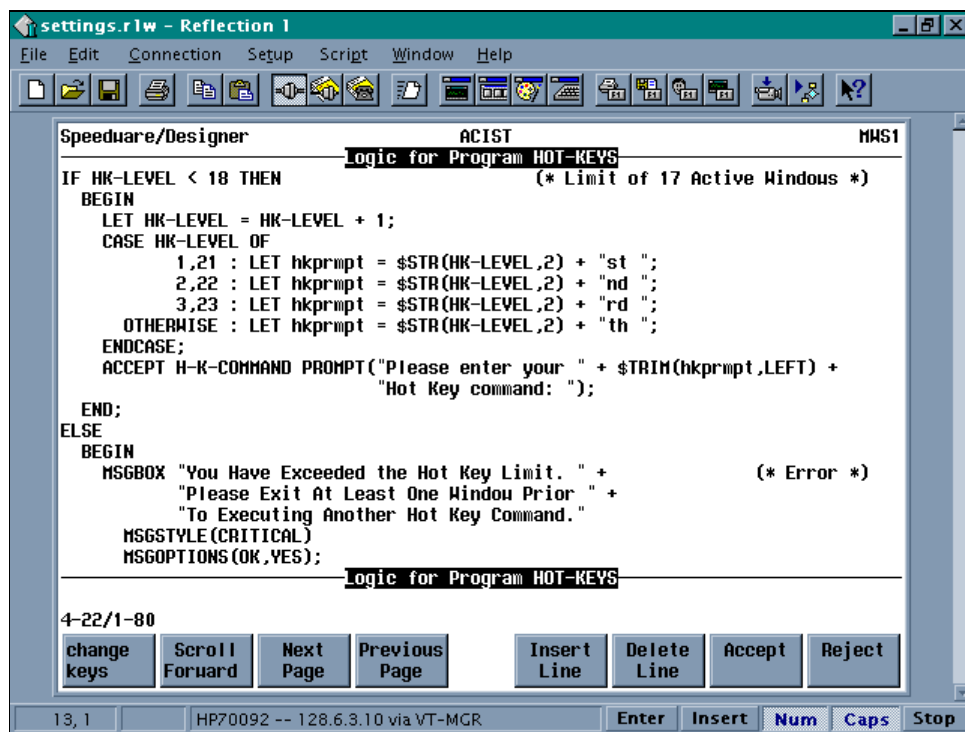 settings.r1w - Reflection 1
File Edit Connection Setup Script Window Help
Speedware/Designer ACIST MWS1
Logic for Program HOT-KEYS
IF HK-LEVEL < 18 THEN (* Limit of 17 Active Windows *)
BEGIN
LET HK-LEVEL = HK-LEVEL + 1;
CASE HK-LEVEL OF
1,21 : LET hkprmpt = $STR(HK-LEVEL,2) + "st ";
2,22 : LET hkprmpt = $STR(HK-LEVEL,2) + "nd ";
3,23 : LET hkprmpt = $STR(HK-LEVEL,2) + "rd ";
OTHERWISE : LET hkprmpt = $STR(HK-LEVEL,2) + "th ";
ENDCASE;
ACCEPT H-K-COMMAND PROMPT("Please enter your " + $TRIM(hkprmpt,LEFT) +
"Hot Key command: ");
END;
ELSE
BEGIN
MSGBOX "You Have Exceeded the Hot Key Limit. " + (* Error *)
"Please Exit At Least One Window Prior " +
"To Executing Another Hot Key Command."
MSGSTYLE(CRITICAL)
MSGOPTIONS(OK,YES);
Logic for Program HOT-KEYS
4-22/1-80
change keys Scroll Forward Next Page Previous Page Insert Line Delete Line Accept Reject
13, 1 HP70092 -- 128.6.3.10 via VT-MGR Enter Insert Num Caps Stop